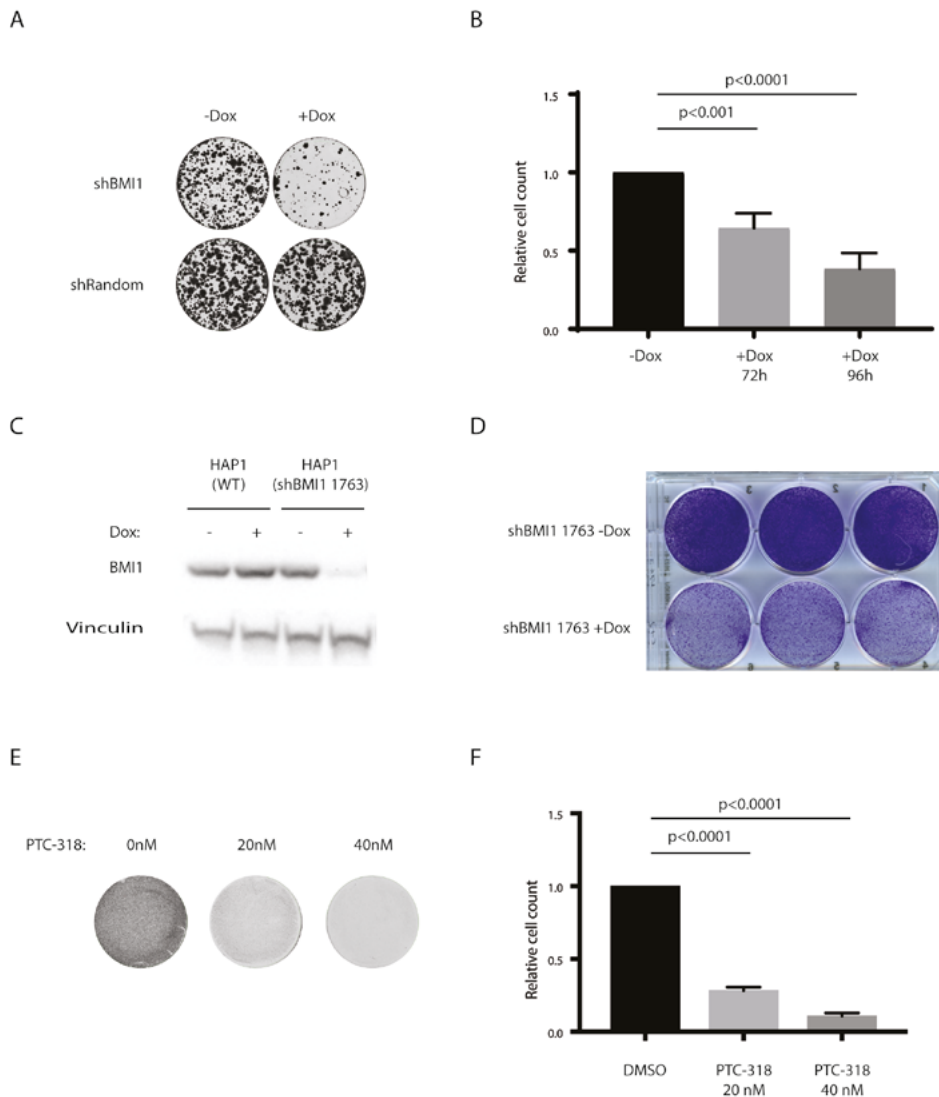 A
-Dox +Dox
shBMI1
shRandom
B
p<0.0001
p<0.001
1.5
1.0
0.5
0.0
Relative cell count
-Dox +Dox +Dox
72h 96h
C
HAP1 HAP1
(WT) (shBMI1 1763)
Dox: - + - +
BMI1
Vinculin
D
shBMI1 1763 -Dox
shBMI1 1763 +Dox
E
PTC-318: 0nM 20nM 40nM
F
p<0.0001
p<0.0001
1.5
1.0
0.5
0.0
Relative cell count
DMSO PTC-318 PTC-318
20 nM 40 nM